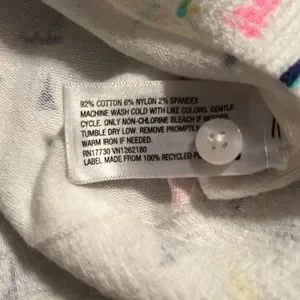 92% COTTON 6% NYLON 2% SPANDEX
MACHINE WASH COLD WITH LIKE COLORS. GENTLE
CYCLE. ONLY NON-CHLORINE BLEACH IF NEEDED.
TUMBLE DRY LOW. REMOVE PROMPTLY
WARM IRON IF NEEDED.
RN17730 VN1262180
LABEL MADE FROM 100% RECYCLED